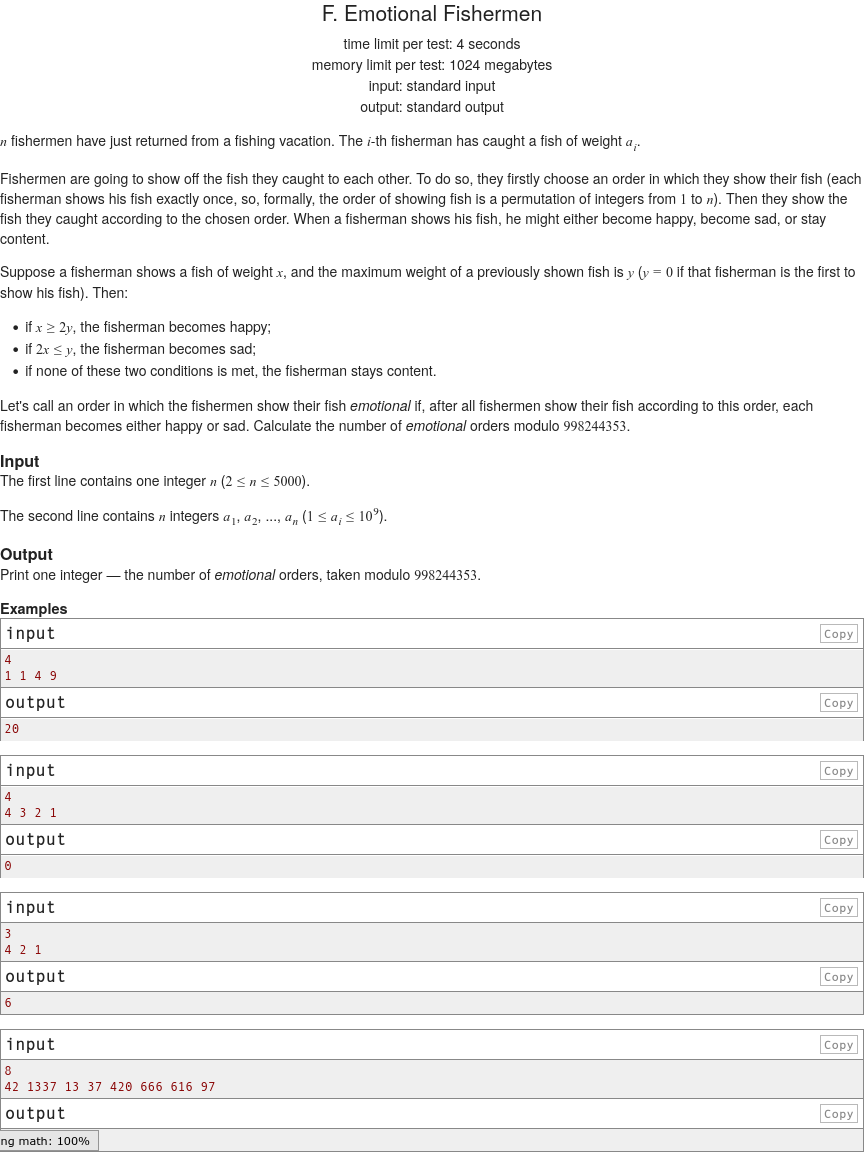 F. Emotional Fishermen
time limit per test: 4 seconds
memory limit per test: 1024 megabytes
input: standard input
output: standard output
n fishermen have just returned from a fishing vacation. The i-th fisherman has caught a fish of weight a_i.
Fishermen are going to show off the fish they caught to each other. To do so, they firstly choose an order in which they show their fish (each
fisherman shows his fish exactly once, so, formally, the order of showing fish is a permutation of integers from 1 to n). Then they show the
fish they caught according to the chosen order. When a fisherman shows his fish, he might either become happy, become sad, or stay
content.
Suppose a fisherman shows a fish of weight x, and the maximum weight of a previously shown fish is y (y = 0 if that fisherman is the first to
show his fish). Then:
• if x ≥ 2y, the fisherman becomes happy;
• if 2x ≤ y, the fisherman becomes sad;
• if none of these two conditions is met, the fisherman stays content.
Let's call an order in which the fishermen show their fish emotional if, after all fishermen show their fish according to this order, each
fisherman becomes either happy or sad. Calculate the number of emotional orders modulo 998244353.
Input
The first line contains one integer n (2 ≤ n ≤ 5000).
The second line contains n integers a_1, a_2, ..., a_n (1 ≤ a_i ≤ 10^9).
Output
Print one integer — the number of emotional orders, taken modulo 998244353.
Examples
input Copy
4
1 1 4 9
output Copy
20
input Copy
4
4 3 2 1
output Copy
0
input Copy
3
4 2 1
output Copy
6
input Copy
8
42 1337 13 37 420 666 616 97
output Copy
ng math: 100%